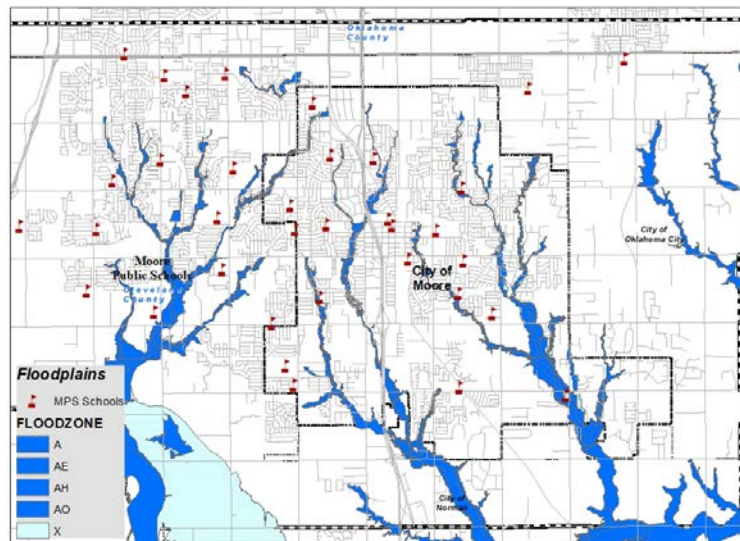 Oklahoma
County
City of
Oklahoma City
Moore
Public Schools
Cleveland
County
City of
Moore
Floodplains
MPS Schools
FLOODZONE
A
AE
AH
AO
X
City of
Norman